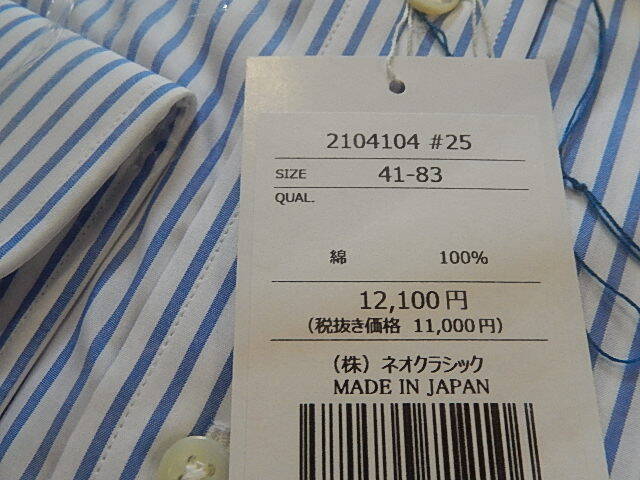 2104104 #25
SIZE 41-83
QUAL.
綿 100%
12,100円
(税抜き価格 11,000円)
(株) ネオクラシック
MADE IN JAPAN